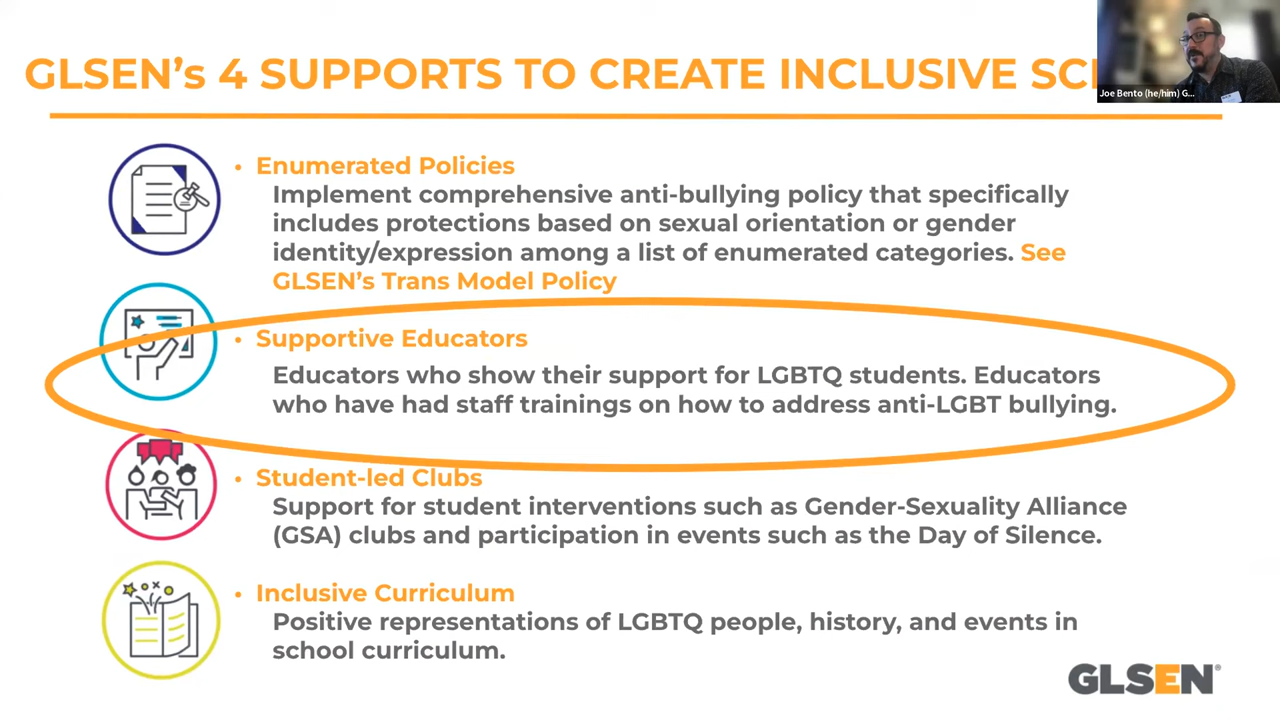 GLSEN's 4 SUPPORTS TO CREATE INCLUSIVE
Joe Bento (he/him) G...
• Enumerated Policies
Implement comprehensive anti-bullying policy that specifically
includes protections based on sexual orientation or gender
identity/expression among a list of enumerated categories. See
GLSEN's Trans Model Policy
• Supportive Educators
Educators who show their support for LGBTQ students. Educators
who have had staff trainings on how to address anti-LGBT bullying.
• Student-led Clubs
Support for student interventions such as Gender-Sexuality Alliance
(GSA) clubs and participation in events such as the Day of Silence.
• Inclusive Curriculum
Positive representations of LGBTQ people, history, and events in
school curriculum.
GLSEN®